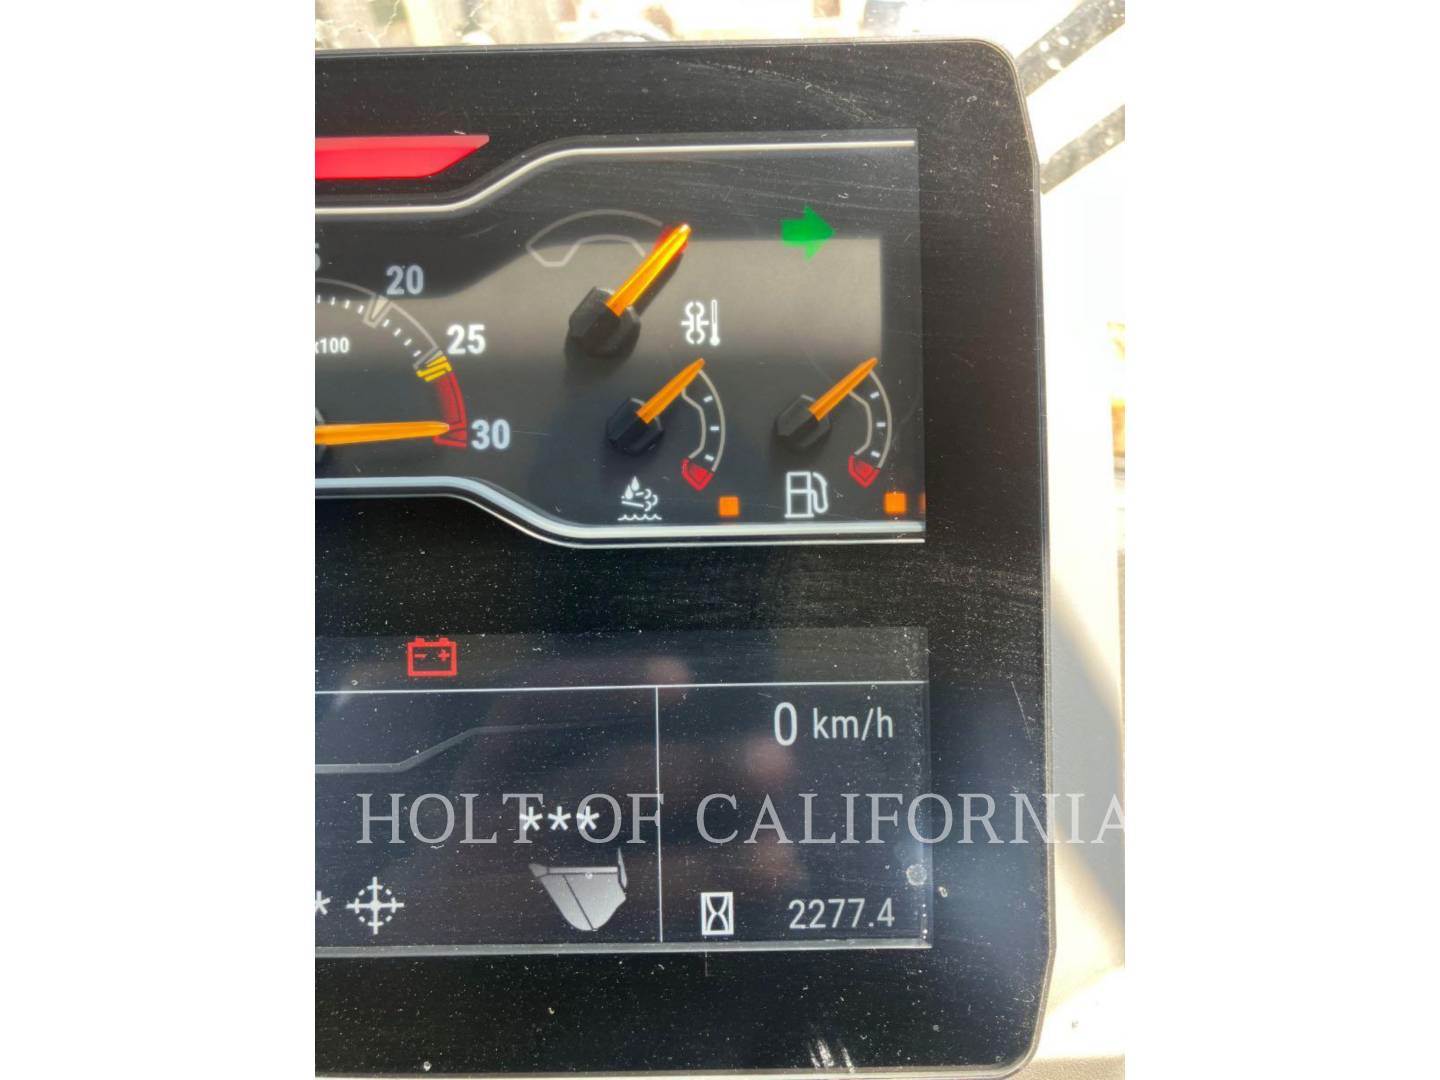 20
25
x100
30
0 km/h
***
HOLT OF CALIFORNIA
2277.4